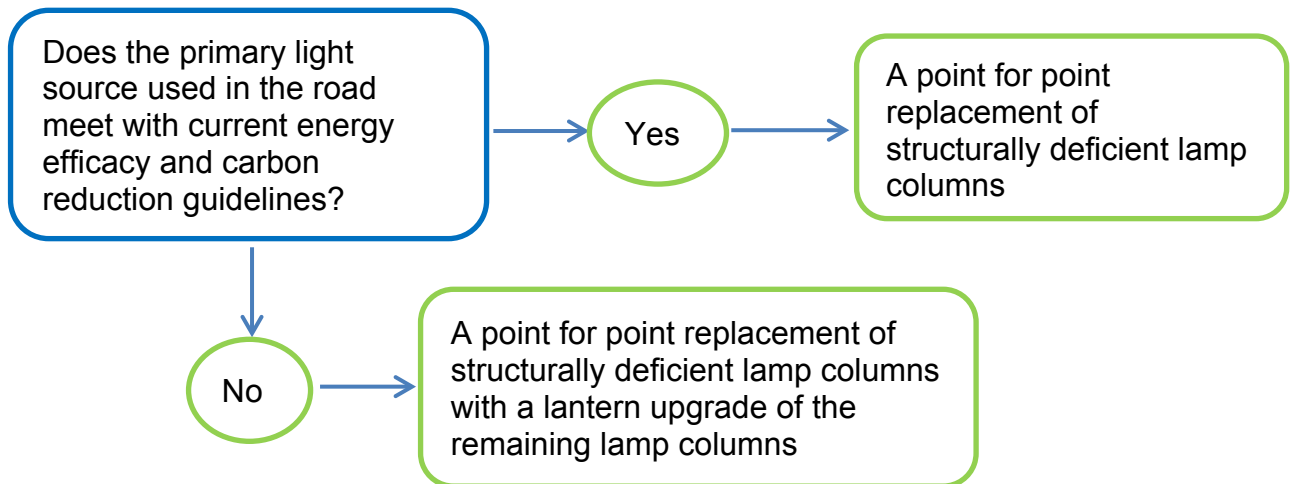 Does the primary light
source used in the road
meet with current energy
efficacy and carbon
reduction guidelines?
Yes
A point for point
replacement of
structurally deficient lamp
columns
No
A point for point replacement of
structurally deficient lamp columns
with a lantern upgrade of the
remaining lamp columns